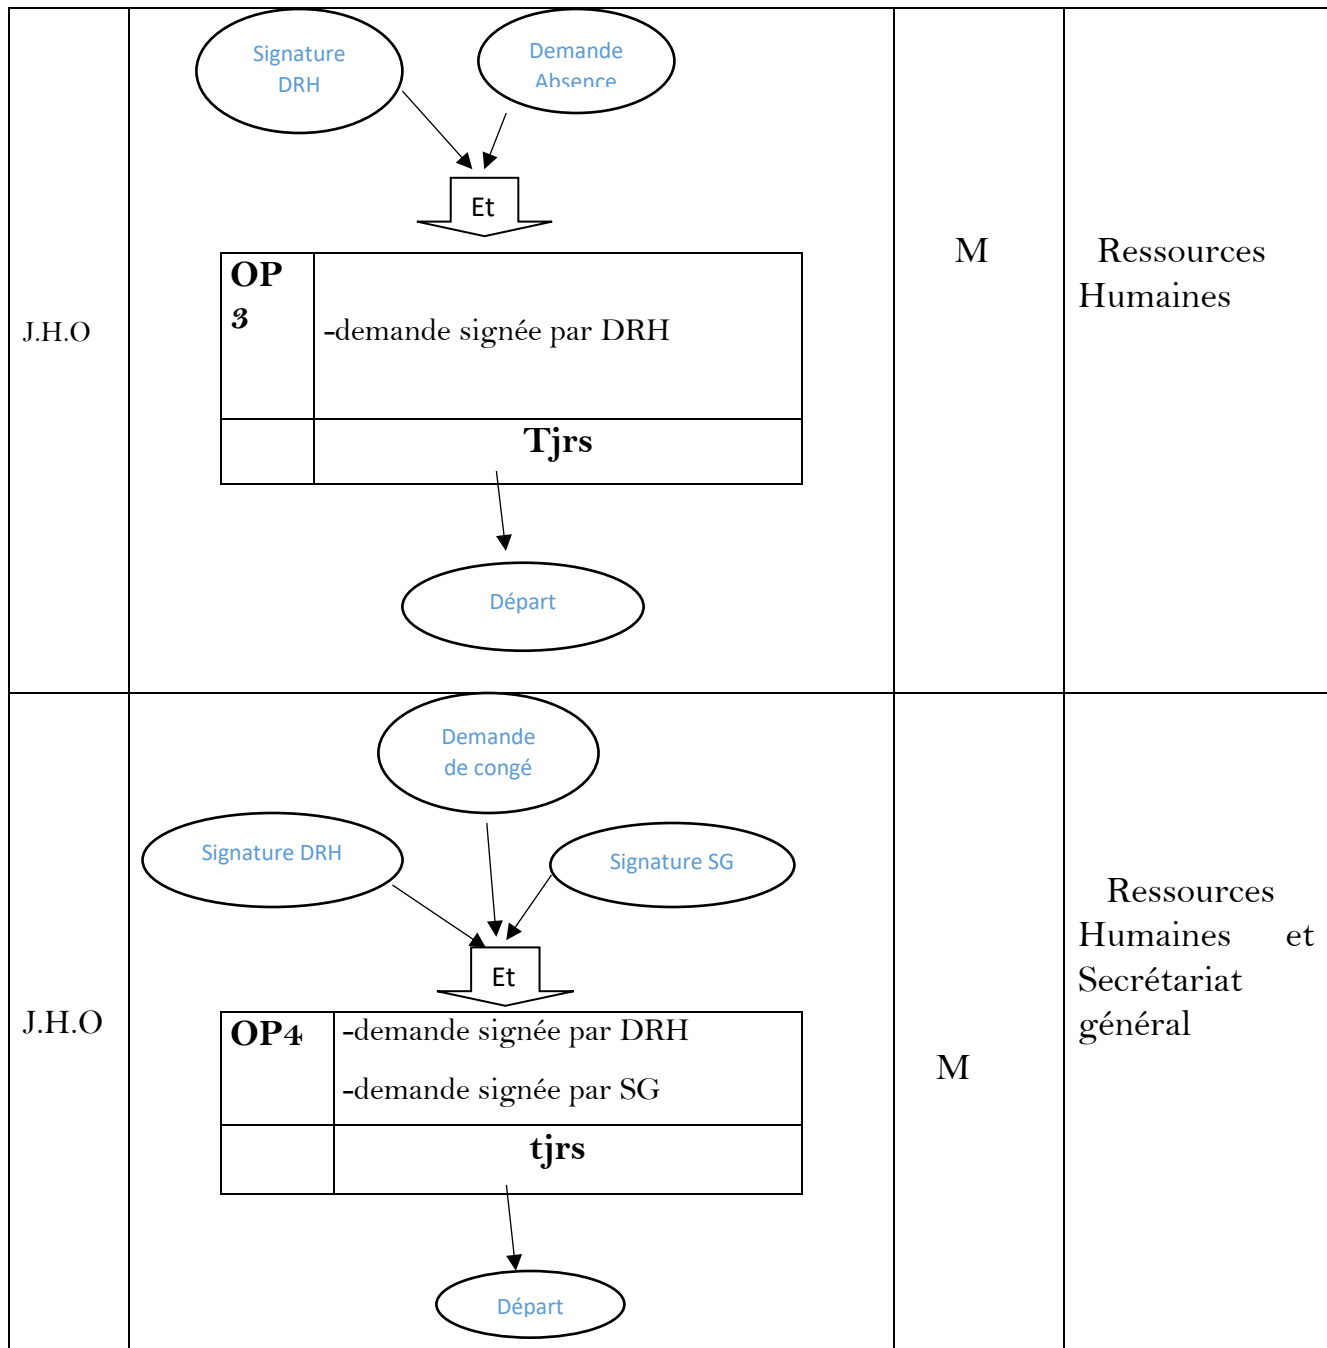 J.H.O
Signature
DRH
Demande
Absence
Et
OP
3
-demande signée par DRH
Tjrs
Départ
M
Ressources
Humaines
J.H.O
Demande
de congé
Signature DRH
Signature SG
Et
OP4
-demande signée par DRH
-demande signée par SG
tjrs
Départ
M
Ressources
Humaines et
Secrétariat
général